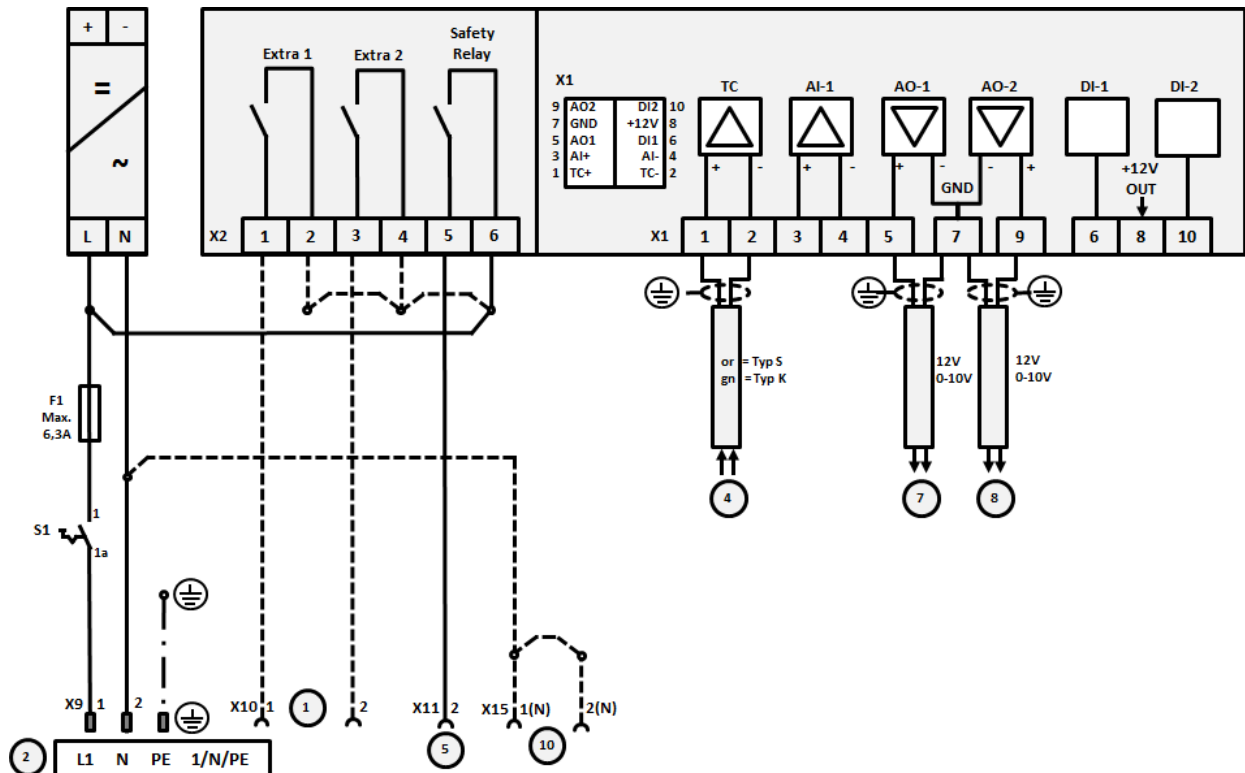 + -
=
~
L N
Extra 1 Extra 2 Safety
Relay
X2 1 2 3 4 5 6
X1
9 AO2 DI2 10
7 GND +12V 8
5 AO1 DI1 6
3 AI+ AI- 4
1 TC+ TC- 2
TC AI-1 AO-1 AO-2 DI-1 DI-2
+ - + - + - - +
GND
+12V
OUT
X1 1 2 3 4 5 7 9 6 8 10
or = Typ S
gn = Typ K
12V
0-10V
12V
0-10V
4 7 8
F1
Max.
6,3A
1
S1
1a
X9 1 2
X10 1 1 2
X11 2
X15 1(N) 2(N)
5 10
2 L1 N PE 1/N/PE